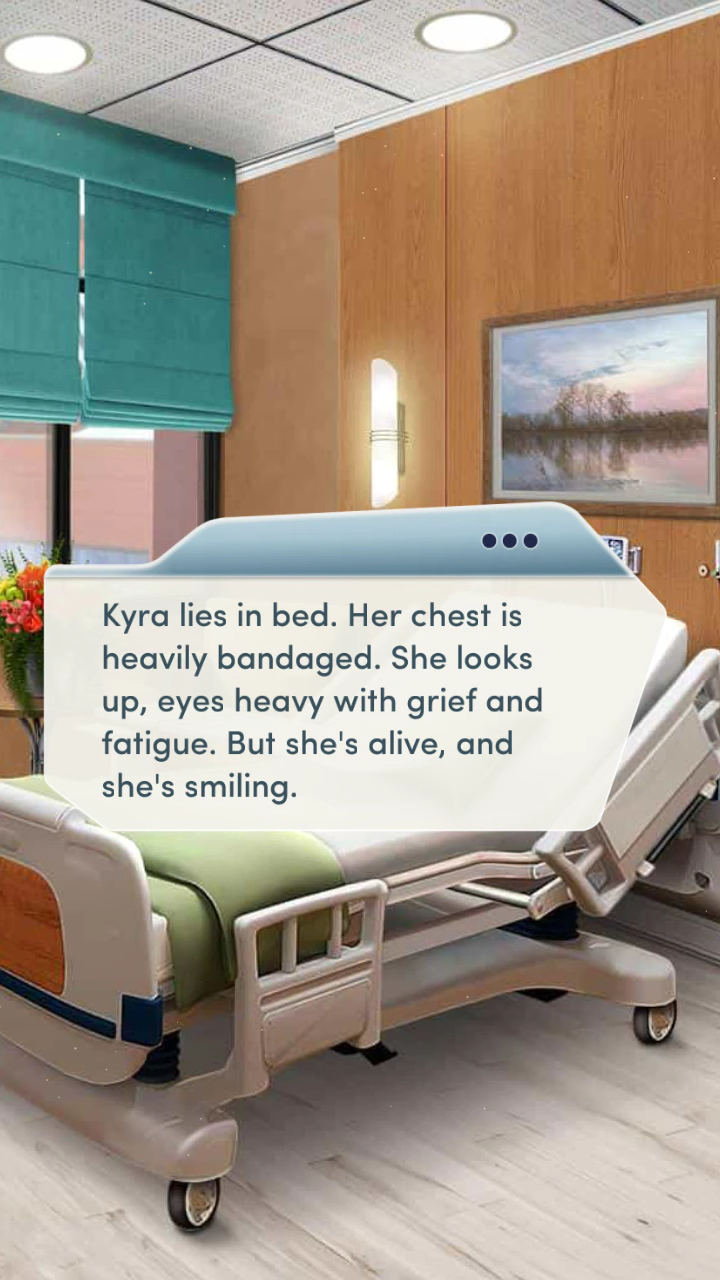 Kyra lies in bed. Her chest is
heavily bandaged. She looks
up, eyes heavy with grief and
fatigue. But she's alive, and
she's smiling.